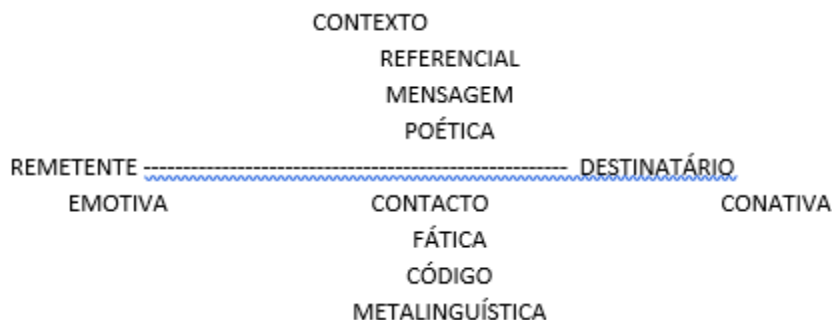 CONTEXTO
REFERENCIAL
MENSAGEM
POÉTICA
REMETENTE ---------------------------------------------------- DESTINATÁRIO
EMOTIVA CONTACTO CONATIVA
FÁTICA
CÓDIGO
METALINGUÍSTICA